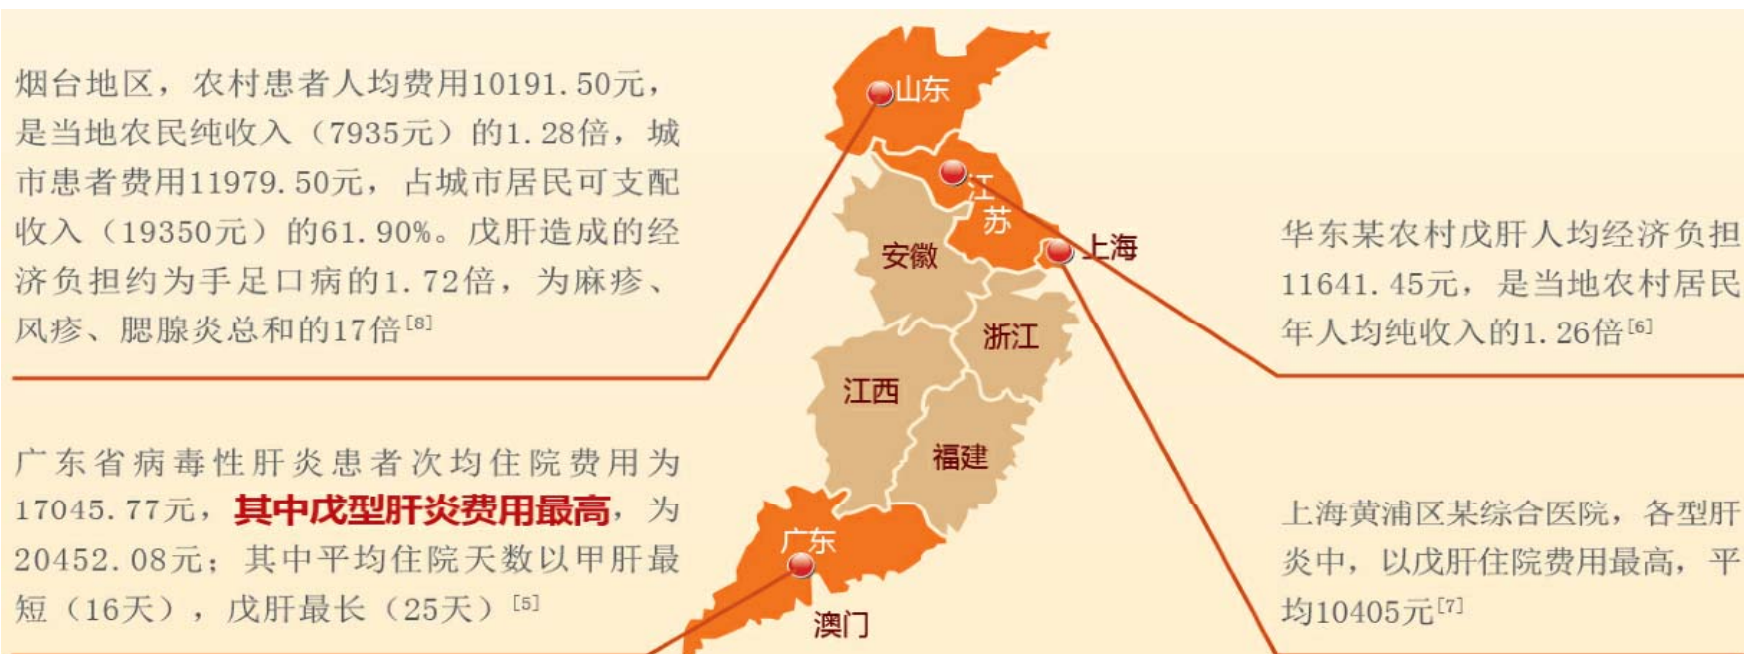 烟台地区，农村患者人均费用10191.50元，
是当地农民纯收入（7935元）的1.28倍，城
市患者费用11979.50元，占城市居民可支配
收入（19350元）的61.90%。戊肝造成的经
济负担约为手足口病的1.72倍，为麻疹、
风疹、腮腺炎总和的17倍[8]
广东省病毒性肝炎患者次均住院费用为
17045.77元，其中戊型肝炎费用最高，为
20452.08元；其中平均住院天数以甲肝最
短（16天），戊肝最长（25天）[5]
山东
江
苏
上海
安徽
浙江
江西
福建
广东
澳门
华东某农村戊肝人均经济负担
11641.45元，是当地农村居民
年人均纯收入的1.26倍[6]
上海黄浦区某综合医院，各型肝
炎中，以戊肝住院费用最高，平
均10405元[7]